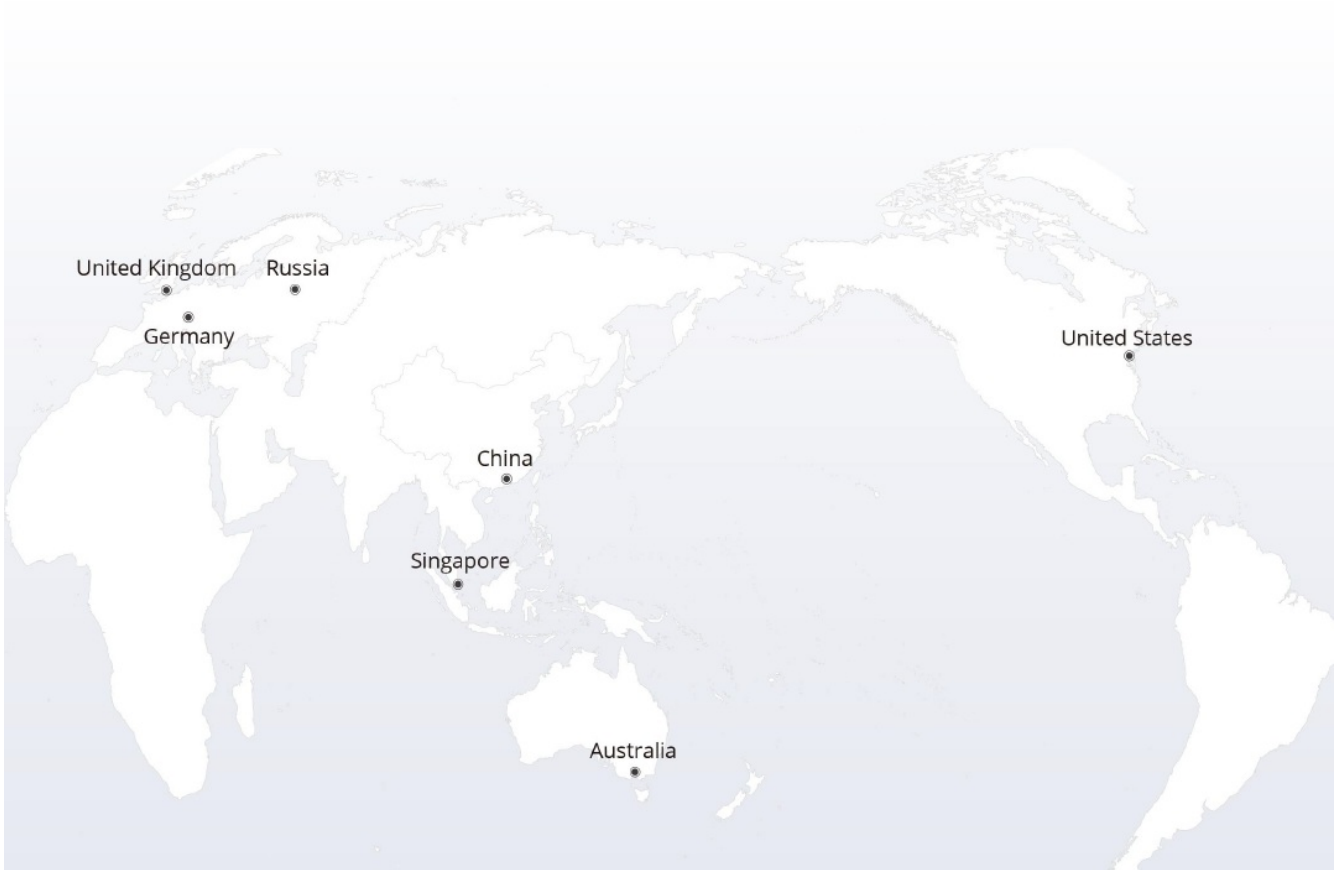 United Kingdom
Russia
Germany
United States
China
Singapore
Australia